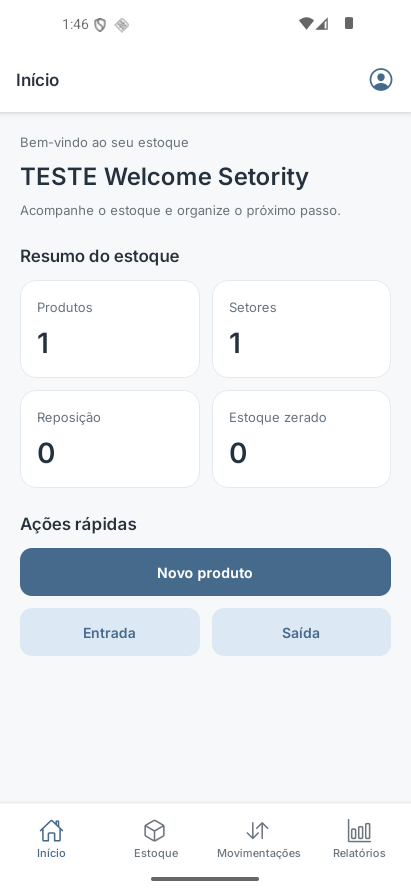 1:46
Início
Bem-vindo ao seu estoque
TESTE Welcome Setority
Acompanhe o estoque e organize o próximo passo.
Resumo do estoque
Produtos
1
Setores
1
Reposição
0
Estoque zerado
0
Ações rápidas
Novo produto
Entrada
Saída
Início
Estoque
Movimentações
Relatórios